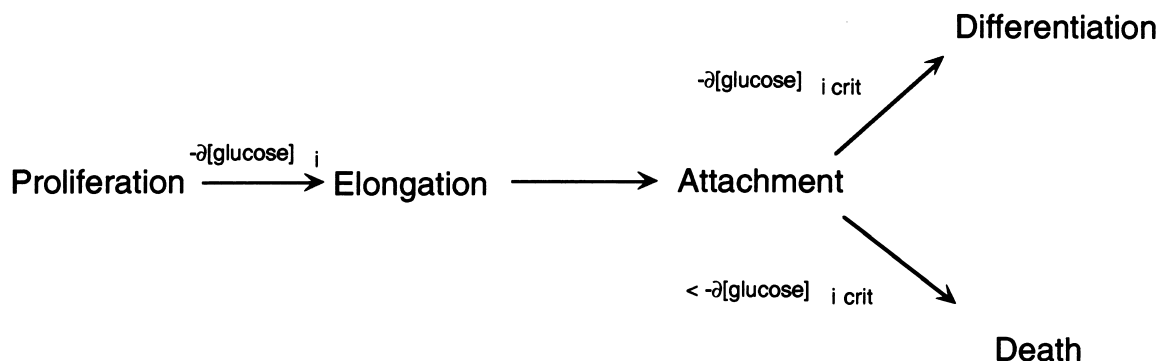 Differentiation
-∂[glucose] i crit
-∂[glucose] i
Proliferation
Elongation
Attachment
< -∂[glucose] i crit
Death